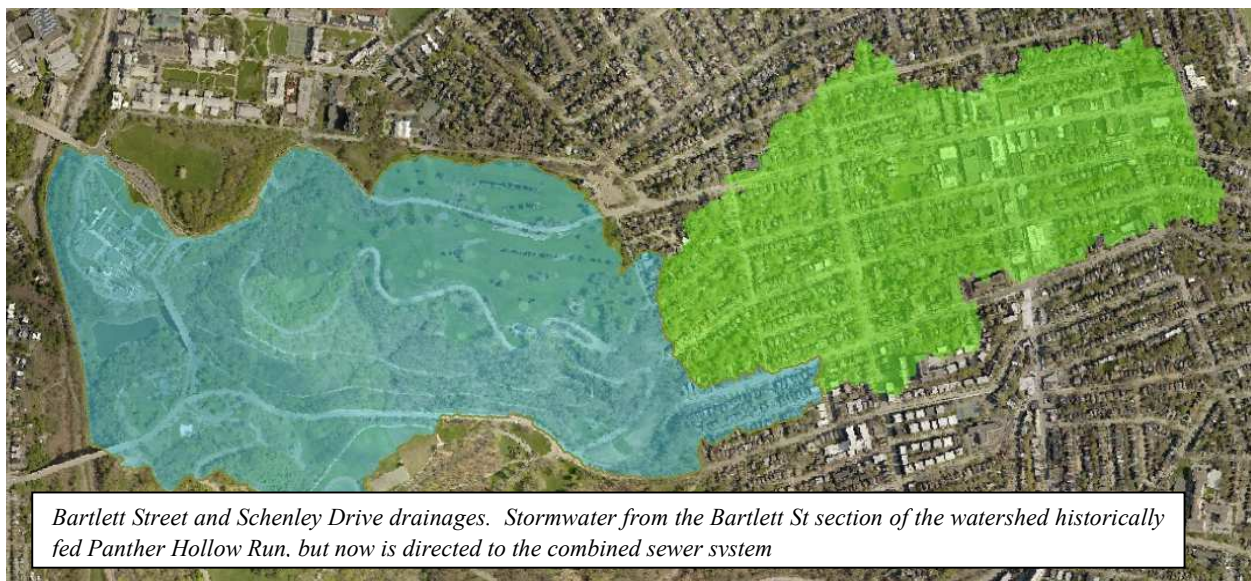 Bartlett Street and Schenley Drive drainages.  Stormwater from the Bartlett St section of the watershed historically
fed Panther Hollow Run, but now is directed to the combined sewer system